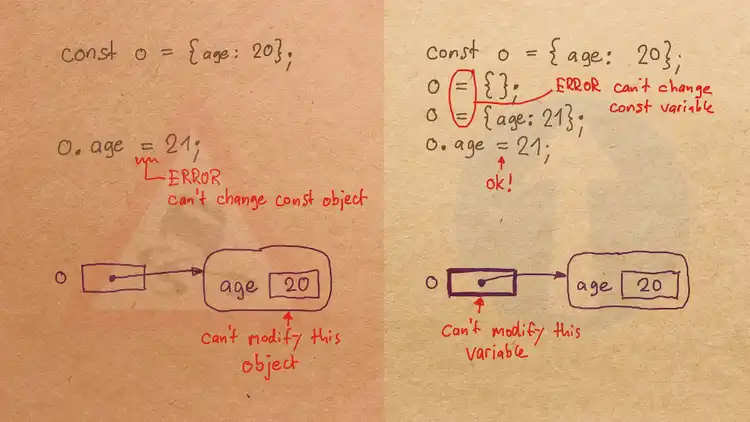 const o = {age: 20};
o.age = 21;
ERROR
can't change const object
o
age 20
can't modify this
object
const o = {age: 20};
o = {};
ERROR can't change
const variable
o = {age: 21};
o.age = 21;
ok!
o
age 20
can't modify this
variable